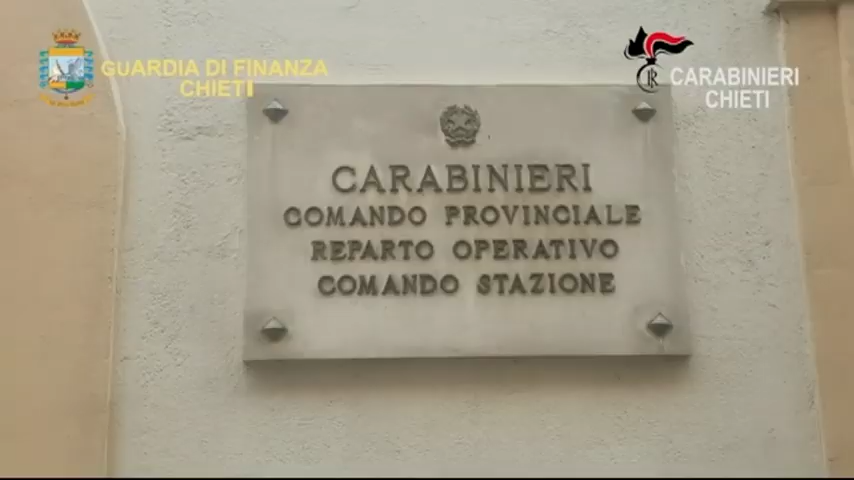 GUARDIA DI FINANZA
CHIETI
CARABINIERI
CHIETI
CARABINIERI
COMANDO PROVINCIALE
REPARTO OPERATIVO
COMANDO STAZIONE